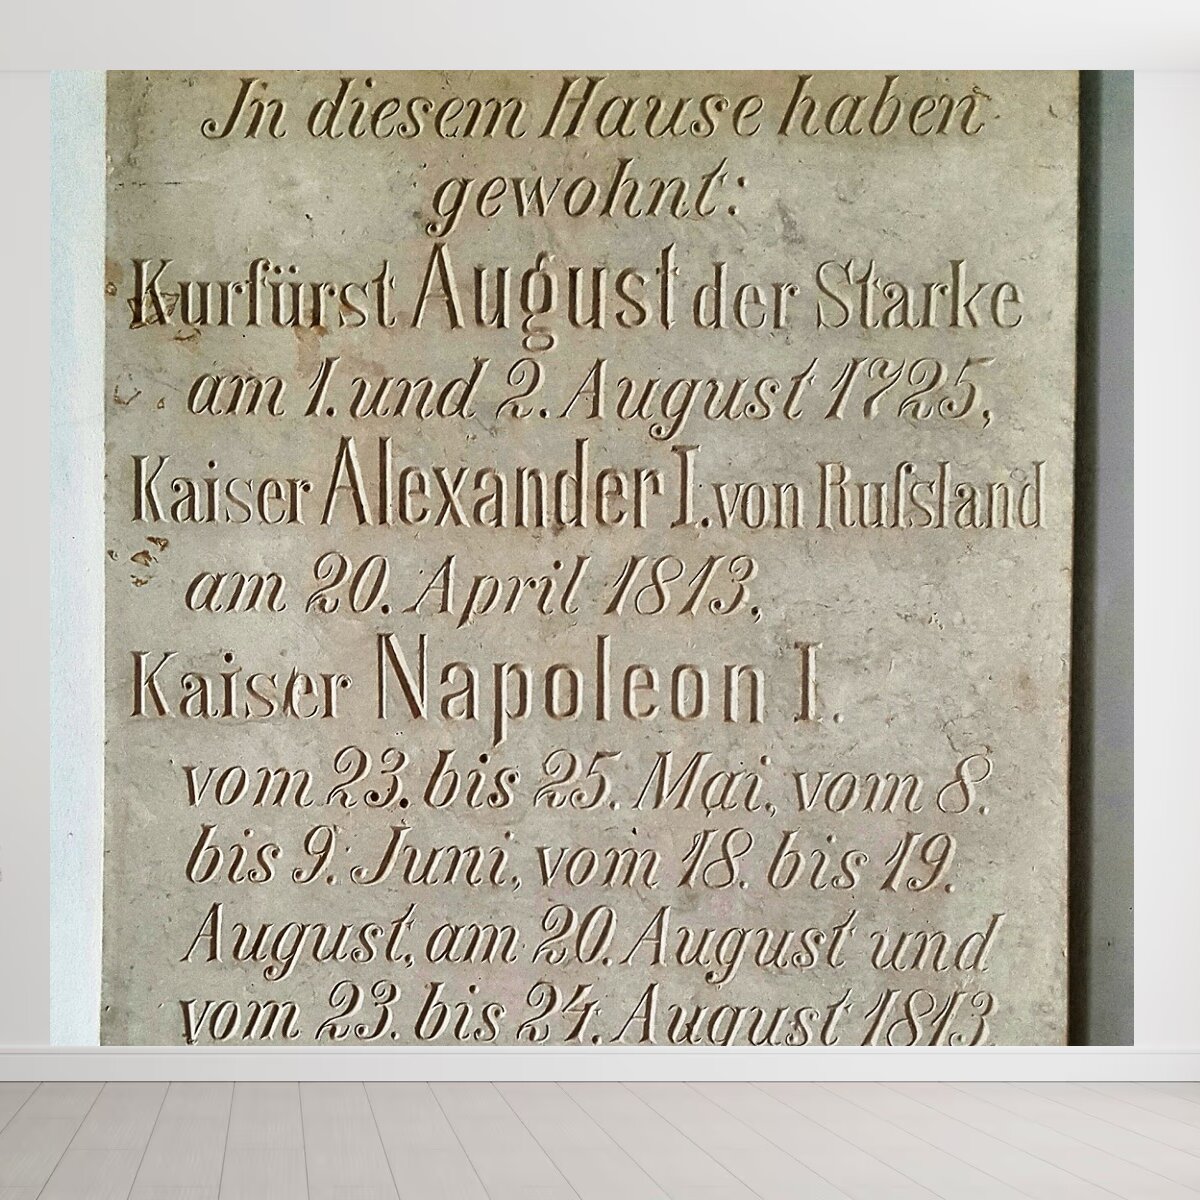 In diesem Hause haben
gewohnt:
Kurfürst August der Starke
am 1. und 2. August 1725,
Kaiser Alexander I. von Rußland
am 20. April 1813,
Kaiser Napoleon I.
vom 23. bis 25. Mai, vom 8.
bis 9. Juni, vom 18. bis 19.
August, am 20. August und
vom 23. bis 24. August 1813